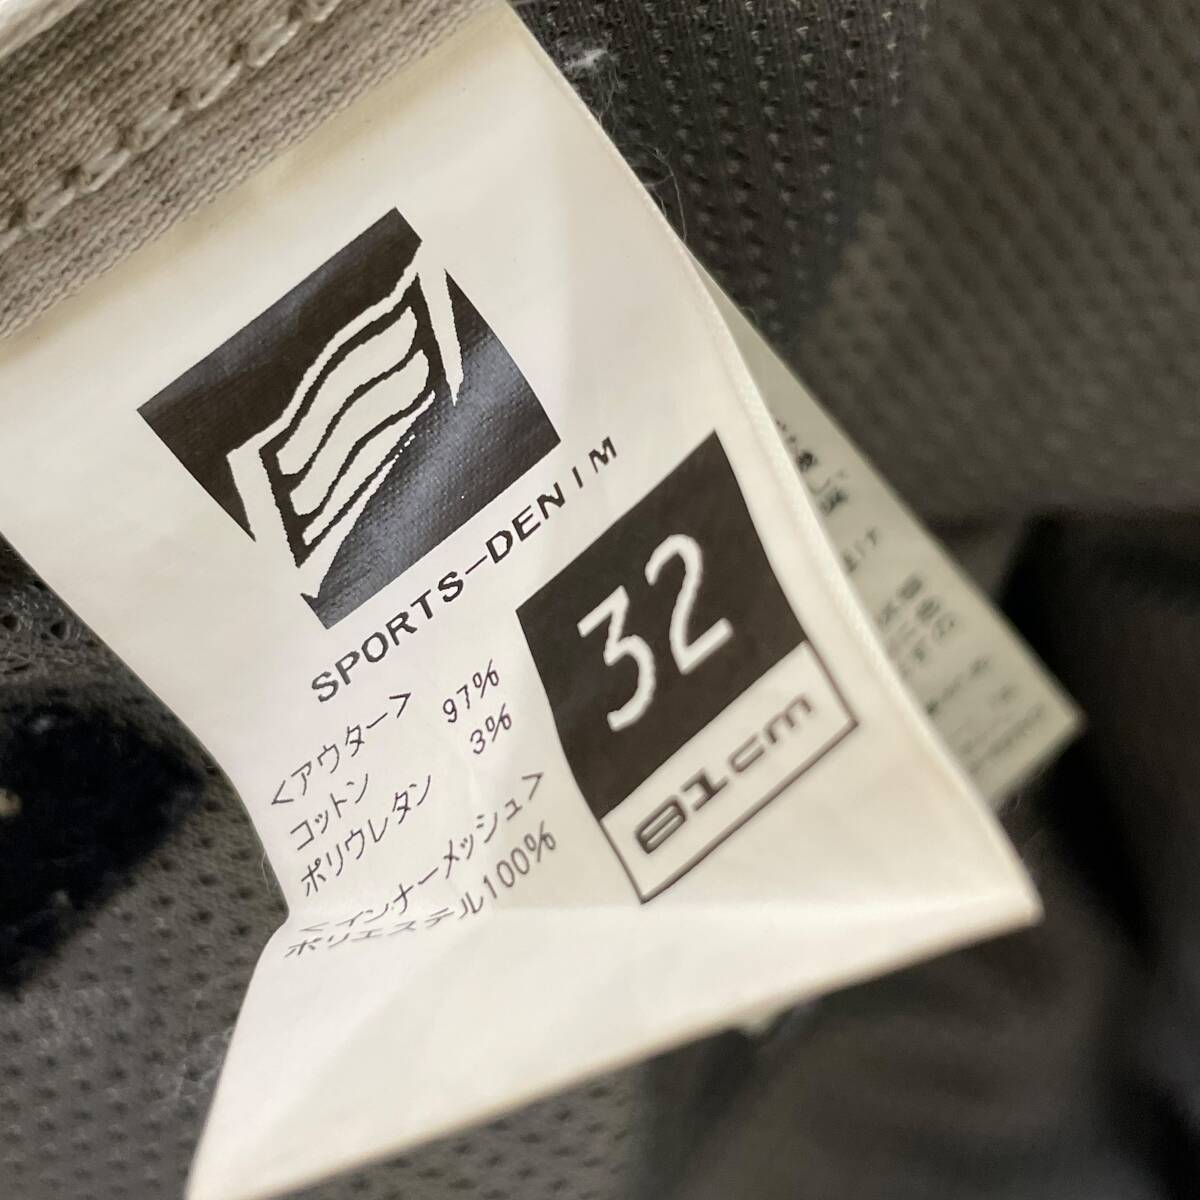 SPORTS-DENIM
32
81cm
<アウター>
コットン 97%
ポリウレタン 3%
<インナーメッシュ>
ポリエステル100%